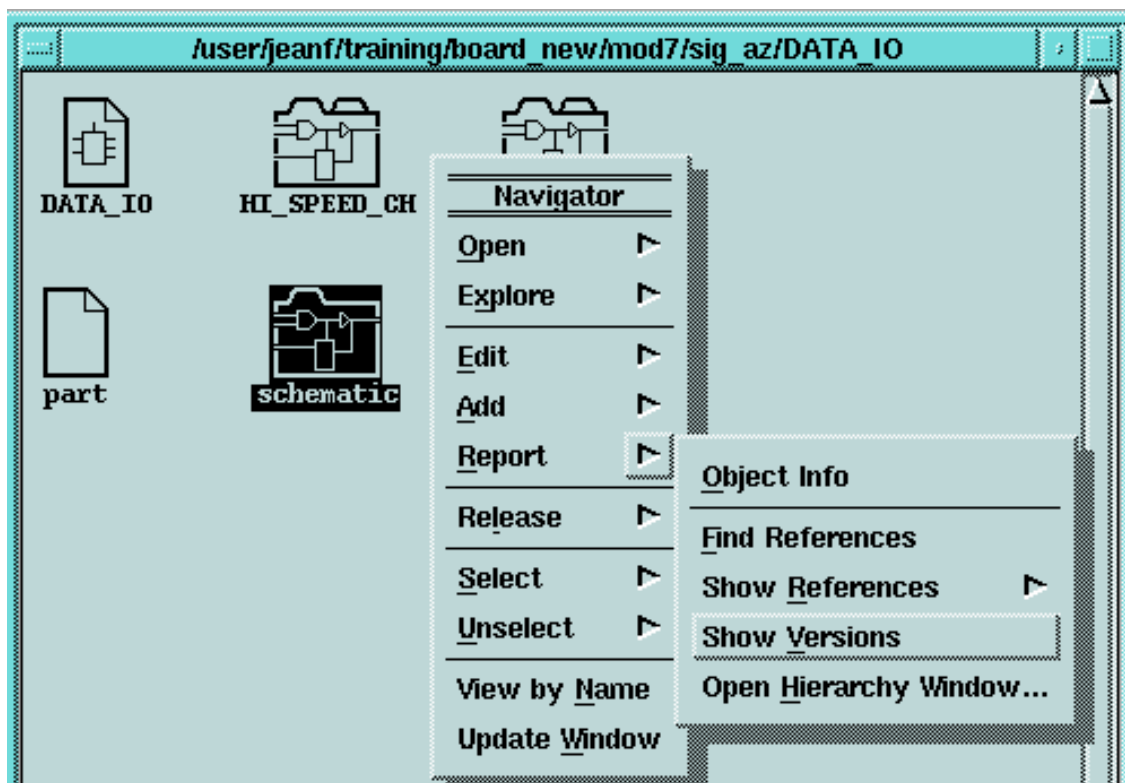 /user/jeanf/training/board_new/mod7/sig_az/DATA_IO
DATA_IO
HI_SPEED_CH
part
schematic
Navigator
Open
Explore
Edit
Add
Report
Release
Select
Unselect
View by Name
Update Window
Object Info
Find References
Show References
Show Versions
Open Hierarchy Window...